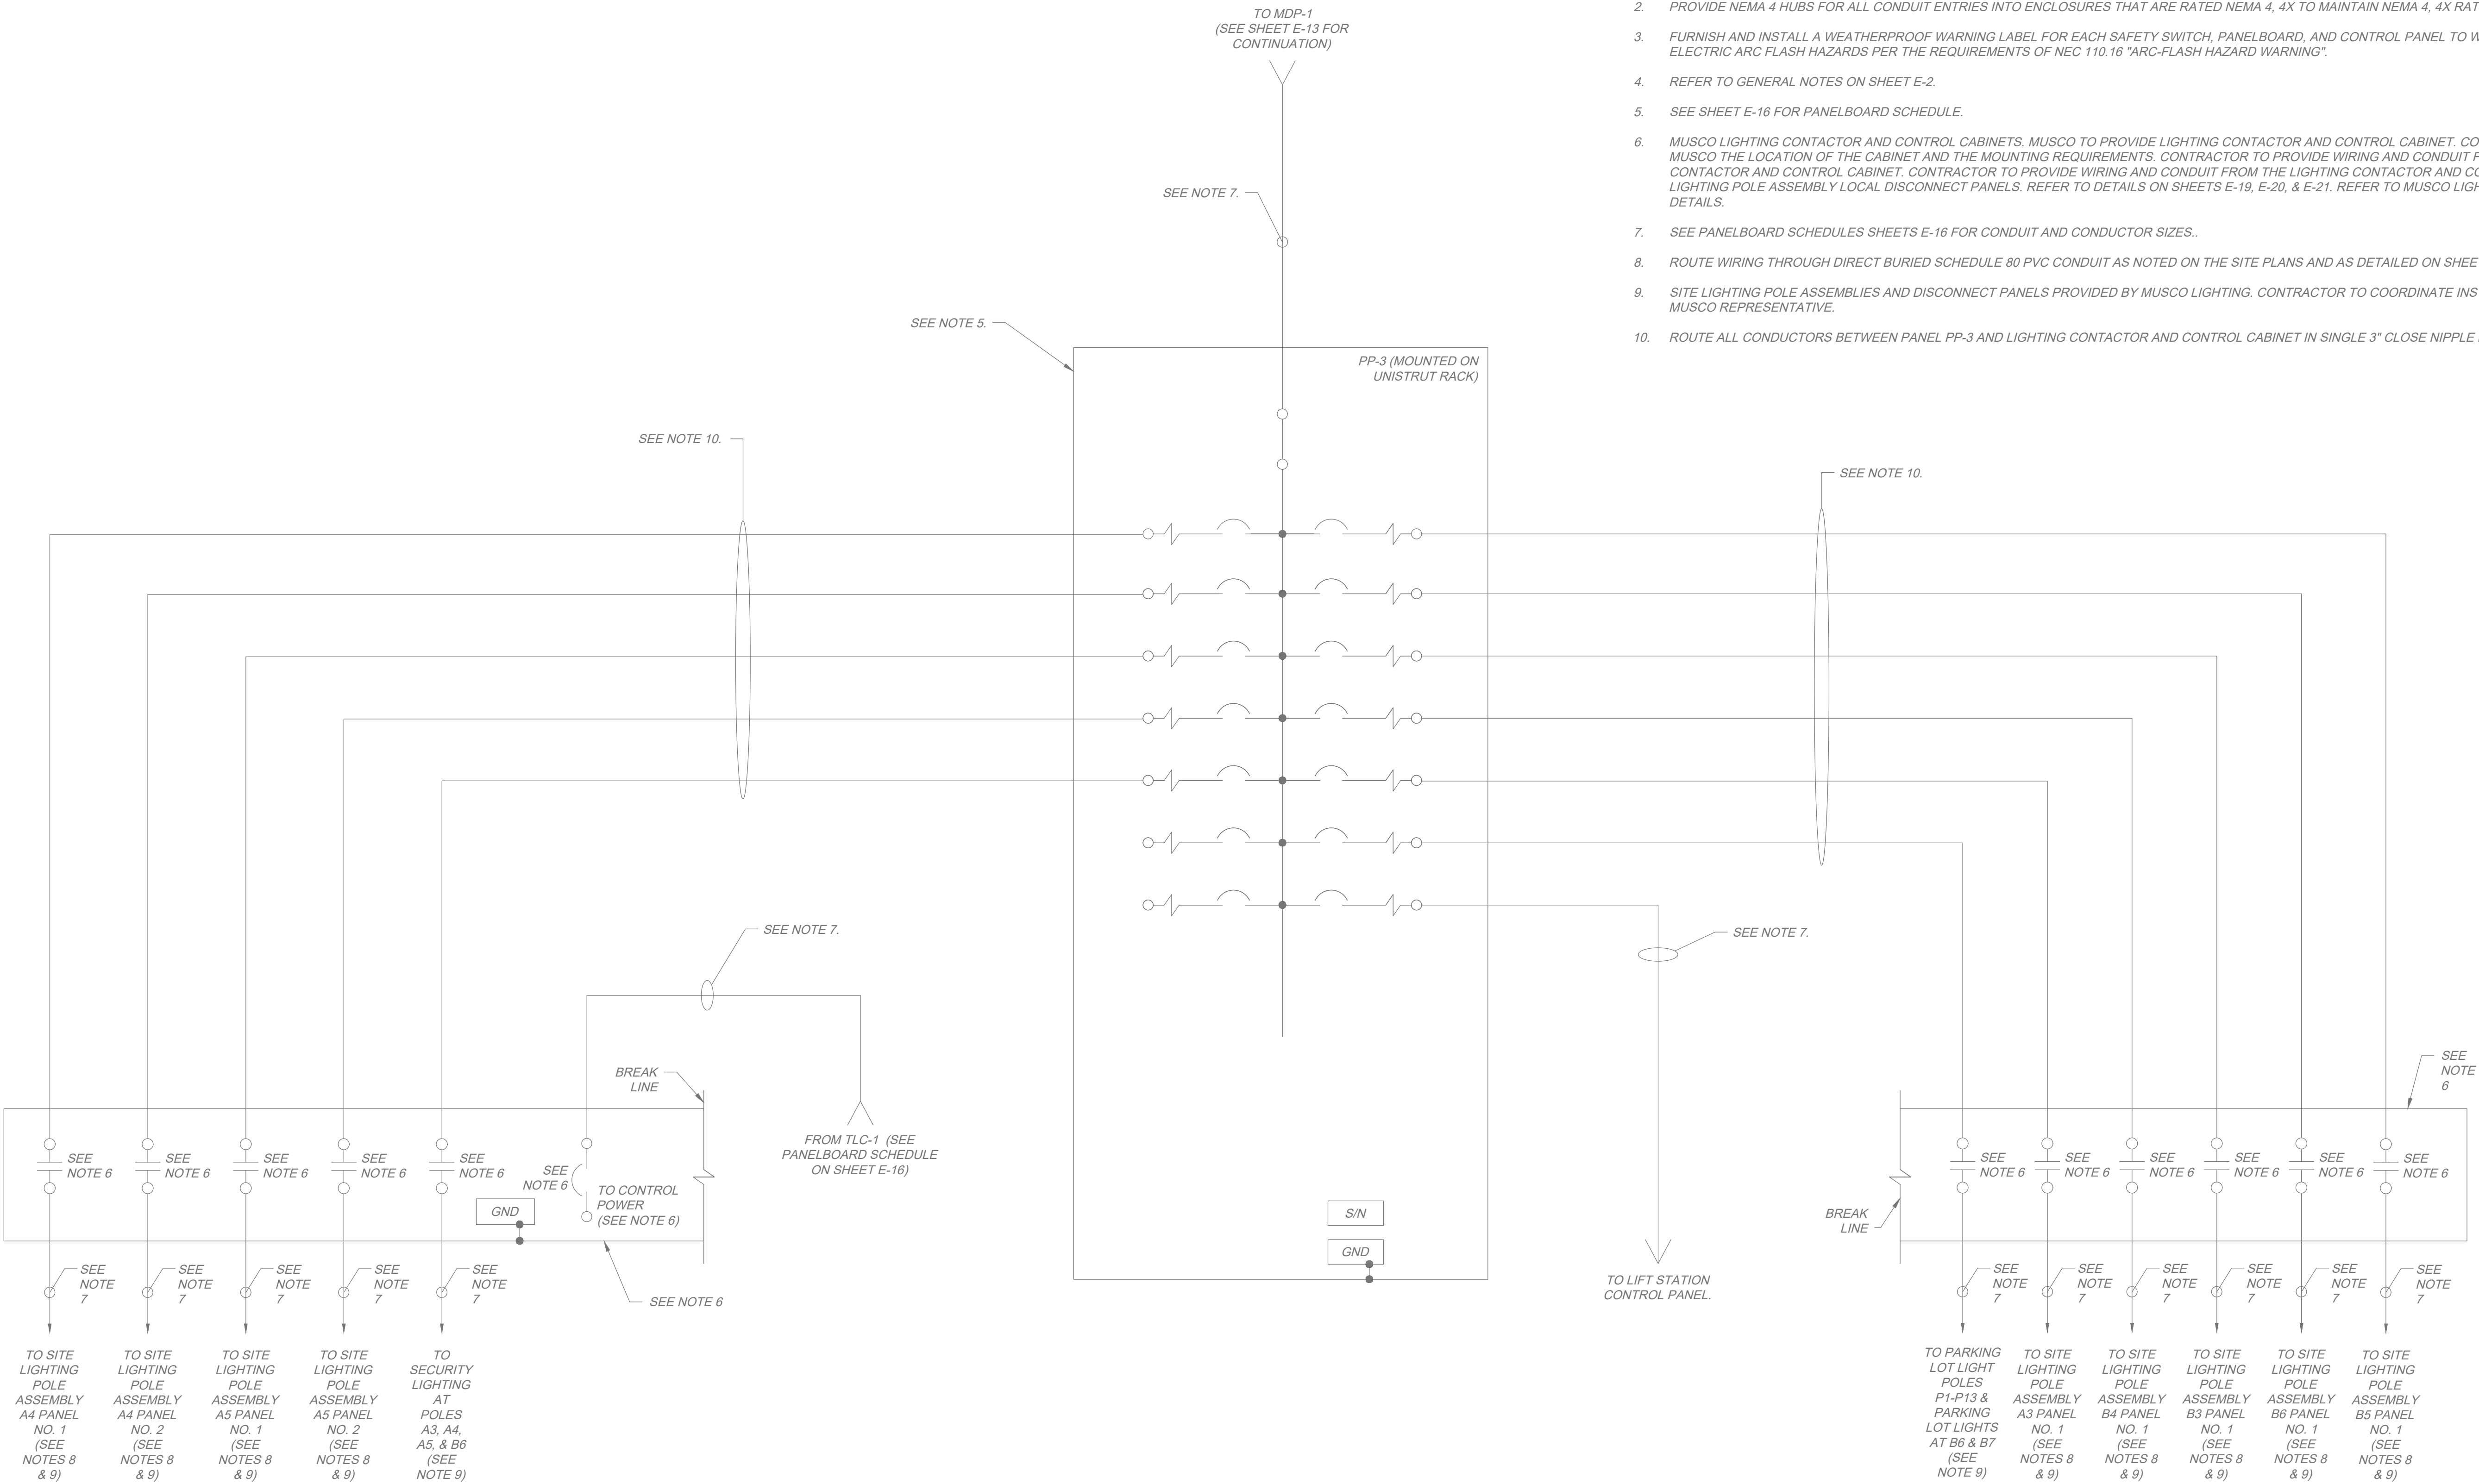 TO MDP-1
(SEE SHEET E-13 FOR
CONTINUATION)
2. PROVIDE NEMA 4 HUBS FOR ALL CONDUIT ENTRIES INTO ENCLOSURES THAT ARE RATED NEMA 4, 4X TO MAINTAIN NEMA 4, 4X
3. FURNISH AND INSTALL A WEATHERPROOF WARNING LABEL FOR EACH SAFETY SWITCH, PANELBOARD, AND CONTROL PANEL TO
ELECTRIC ARC FLASH HAZARDS PER THE REQUIREMENTS OF NEC 110.16 "ARC-FLASH HAZARD WARNING".
4. REFER TO GENERAL NOTES ON SHEET E-2.
5. SEE SHEET E-16 FOR PANELBOARD SCHEDULE.
6. MUSCO LIGHTING CONTACTOR AND CONTROL CABINETS. MUSCO TO PROVIDE LIGHTING CONTACTOR AND CONTROL CABINET.
MUSCO THE LOCATION OF THE CABINET AND THE MOUNTING REQUIREMENTS. CONTRACTOR TO PROVIDE WIRING AND CONDUIT
CONTACTOR AND CONTROL CABINET. CONTRACTOR TO PROVIDE WIRING AND CONDUIT FROM THE LIGHTING CONTACTOR AND
LIGHTING POLE ASSEMBLY LOCAL DISCONNECT PANELS. REFER TO DETAILS ON SHEETS E-19, E-20, & E-21. REFER TO MUSCO
DETAILS.
7. SEE PANELBOARD SCHEDULES SHEETS E-16 FOR CONDUIT AND CONDUCTOR SIZES..
8. ROUTE WIRING THROUGH DIRECT BURIED SCHEDULE 80 PVC CONDUIT AS NOTED ON THE SITE PLANS AND AS DETAILED ON
9. SITE LIGHTING POLE ASSEMBLIES AND DISCONNECT PANELS PROVIDED BY MUSCO LIGHTING. CONTRACTOR TO COORDINATE
MUSCO REPRESENTATIVE.
10. ROUTE ALL CONDUCTORS BETWEEN PANEL PP-3 AND LIGHTING CONTACTOR AND CONTROL CABINET IN SINGLE 3" CLOSE NIPPLE
SEE NOTE 7.
SEE NOTE 5.
PP-3 (MOUNTED ON
UNISTRUT RACK)
SEE NOTE 10.
SEE NOTE 10.
SEE NOTE 7.
SEE NOTE 7.
BREAK
LINE
FROM TLC-1 (SEE
PANELBOARD SCHEDULE
ON SHEET E-16)
SEE
NOTE 6
SEE
NOTE 6
SEE
NOTE 6
SEE
NOTE 6
SEE
NOTE 6
SEE
NOTE 6
TO CONTROL
POWER
(SEE NOTE 6)
GND
SEE NOTE 6
SEE
NOTE
7
SEE
NOTE
7
SEE
NOTE
7
SEE
NOTE
7
SEE
NOTE
7
TO SITE
LIGHTING
POLE
ASSEMBLY
A4 PANEL
NO. 1
(SEE
NOTES 8
& 9)
TO SITE
LIGHTING
POLE
ASSEMBLY
A4 PANEL
NO. 2
(SEE
NOTES 8
& 9)
TO SITE
LIGHTING
POLE
ASSEMBLY
A5 PANEL
NO. 1
(SEE
NOTES 8
& 9)
TO SITE
LIGHTING
POLE
ASSEMBLY
A5 PANEL
NO. 2
(SEE
NOTES 8
& 9)
TO
SECURITY
LIGHTING
AT
POLES
A3, A4,
A5, & B6
(SEE
NOTE 9)
S/N
GND
TO LIFT STATION
CONTROL PANEL.
SEE
NOTE
6
BREAK
LINE
SEE
NOTE 6
SEE
NOTE 6
SEE
NOTE 6
SEE
NOTE 6
SEE
NOTE 6
SEE
NOTE 6
SEE
NOTE
7
SEE
NOTE
7
SEE
NOTE
7
SEE
NOTE
7
SEE
NOTE
7
SEE
NOTE
7
TO PARKING
LOT LIGHT
POLES
P1-P13 &
PARKING
LOT LIGHTS
AT B6 & B7
(SEE
NOTE 9)
TO SITE
LIGHTING
POLE
ASSEMBLY
A3 PANEL
NO. 1
(SEE
NOTES 8
& 9)
TO SITE
LIGHTING
POLE
ASSEMBLY
B4 PANEL
NO. 1
(SEE
NOTES 8
& 9)
TO SITE
LIGHTING
POLE
ASSEMBLY
B3 PANEL
NO. 1
(SEE
NOTES 8
& 9)
TO SITE
LIGHTING
POLE
ASSEMBLY
B6 PANEL
NO. 1
(SEE
NOTES 8
& 9)
TO SITE
LIGHTING
POLE
ASSEMBLY
B5 PANEL
NO. 1
(SEE
NOTES 8
& 9)